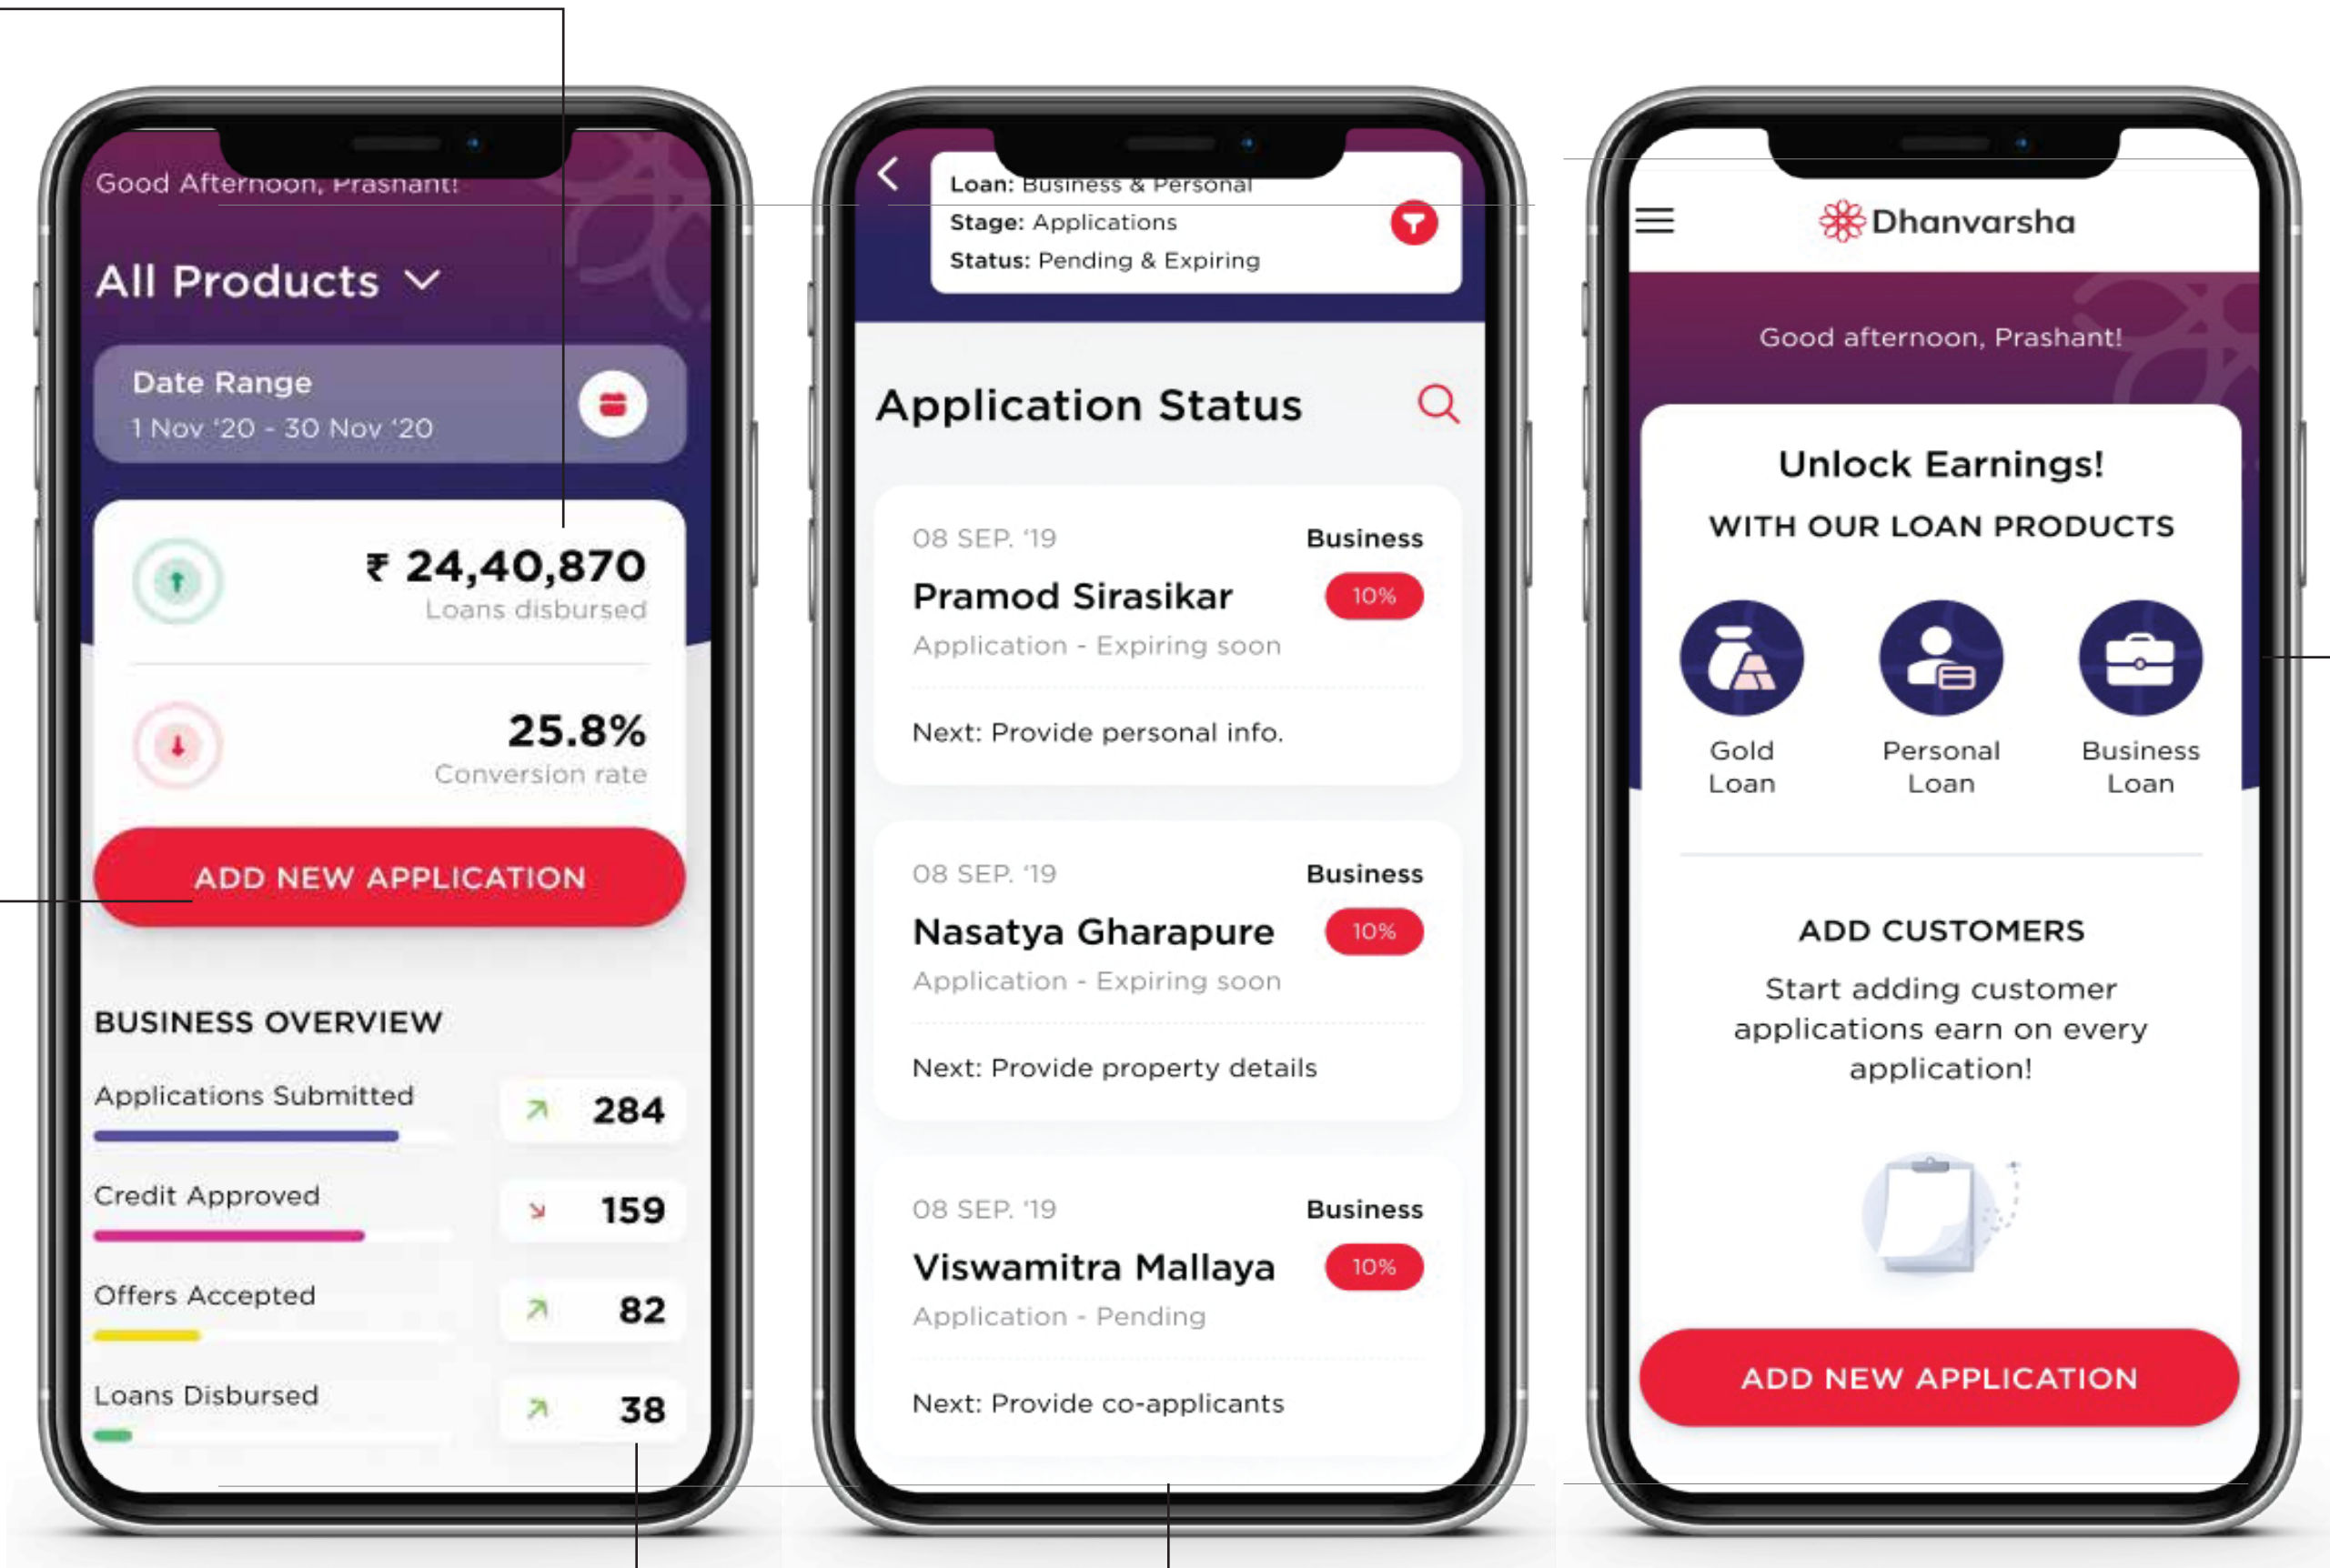 Good Afternoon, Prashant!
All Products
Date Range
1 Nov ‘20 - 30 Nov ‘20
₹ 24,40,870
Loans disbursed
25.8%
Conversion rate
ADD NEW APPLICATION
BUSINESS OVERVIEW
Applications Submitted
284
Credit Approved
159
Offers Accepted
82
Loans Disbursed
38
Loan: Business & Personal
Stage: Applications
Status: Pending & Expiring
Application Status
08 SEP. ‘19 Business
Pramod Sirasikar 10%
Application - Expiring soon
Next: Provide personal info.
08 SEP. ‘19 Business
Nasatya Gharapure 10%
Application - Expiring soon
Next: Provide property details
08 SEP. ‘19 Business
Viswamitra Mallaya 10%
Application - Pending
Next: Provide co-applicants
Dhanvarsha
Good afternoon, Prashant!
Unlock Earnings!
WITH OUR LOAN PRODUCTS
Gold
Loan
Personal
Loan
Business
Loan
ADD CUSTOMERS
Start adding customer
applications earn on every
application!
ADD NEW APPLICATION